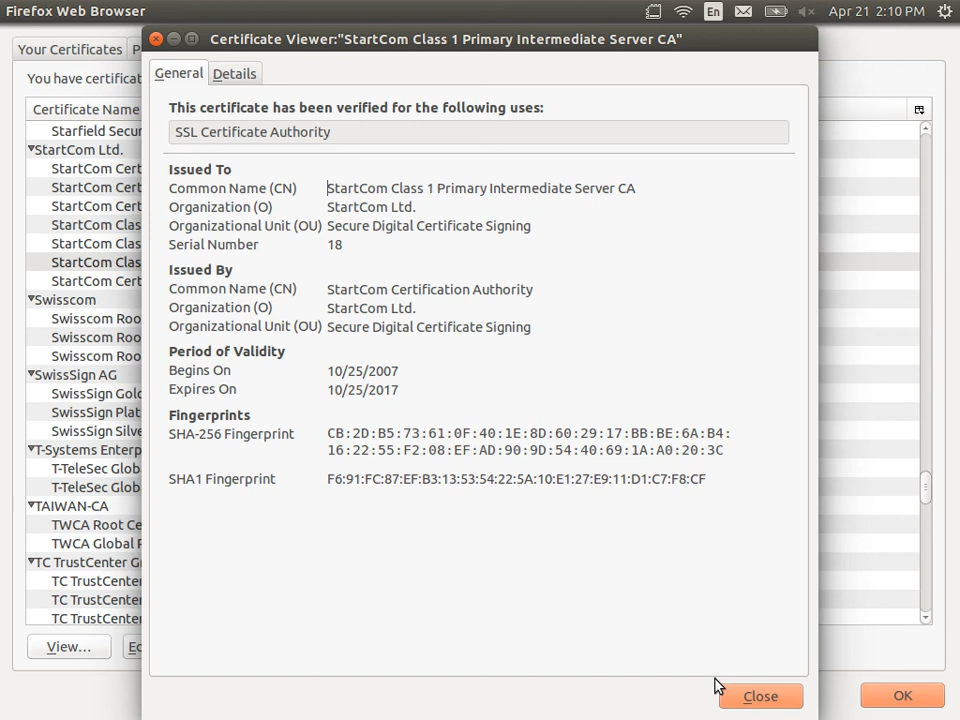 Firefox Web Browser
En
Apr 21 2:10 PM
Certificate Viewer:"StartCom Class 1 Primary Intermediate Server CA"
Your Certificates
P
General
Details
You have certificat
This certificate has been verified for the following uses:
Certificate Name
SSL Certificate Authority
Starfield Secur
StartCom Ltd.
StartCom Cert
StartCom Cert
StartCom Cert
StartCom Clas
StartCom Clas
StartCom Clas
StartCom Cert
Swisscom
Swisscom Roo
Swisscom Roo
Swisscom Roo
SwissSign AG
SwissSign Gold
SwissSign Plat
SwissSign Silve
T-Systems Enterp
T-TeleSec Glob
T-TeleSec Glob
TAIWAN-CA
TWCA Root Ce
TWCA Global R
TC TrustCenter G
TC TrustCenter
TC TrustCenter
TC TrustCenter
Issued To
Common Name (CN) StartCom Class 1 Primary Intermediate Server CA
Organization (O) StartCom Ltd.
Organizational Unit (OU) Secure Digital Certificate Signing
Serial Number 18
Issued By
Common Name (CN) StartCom Certification Authority
Organization (O) StartCom Ltd.
Organizational Unit (OU) Secure Digital Certificate Signing
Period of Validity
Begins On 10/25/2007
Expires On 10/25/2017
Fingerprints
SHA-256 Fingerprint CB:2D:B5:73:61:0F:40:1E:8D:60:29:17:BB:BE:6A:B4:
16:22:55:F2:08:EF:AD:90:9D:54:40:69:1A:A0:20:3C
SHA1 Fingerprint F6:91:FC:87:EF:B3:13:53:54:22:5A:10:E1:27:E9:11:D1:C7:F8:CF
View...
Ed
Close
OK